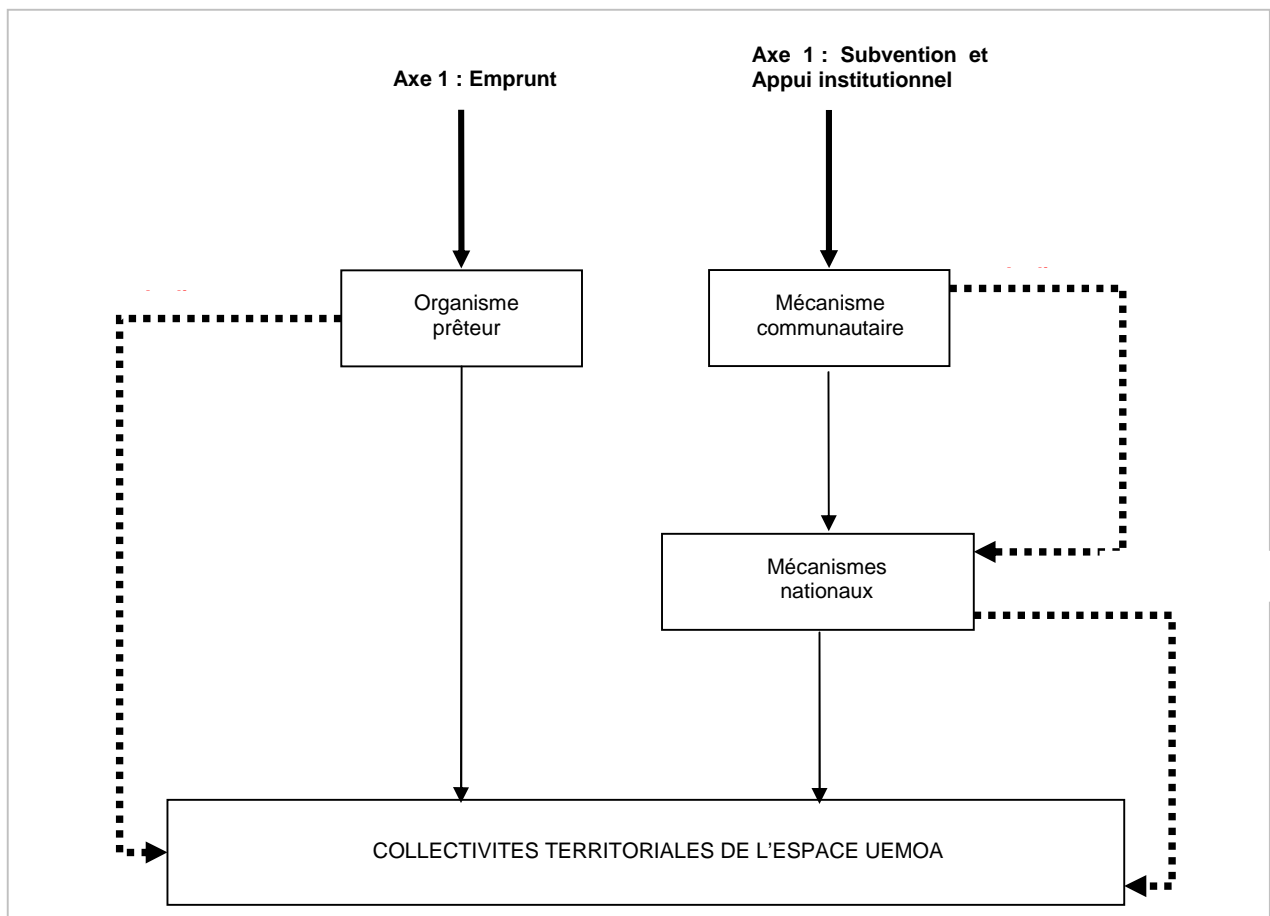 Axe 1 : Emprunt
Axe 1 : Subvention et
Appui institutionnel
Organisme
prêteur
Mécanisme
communautaire
Mécanismes
nationaux
COLLECTIVITES TERRITORIALES DE L'ESPACE UEMOA